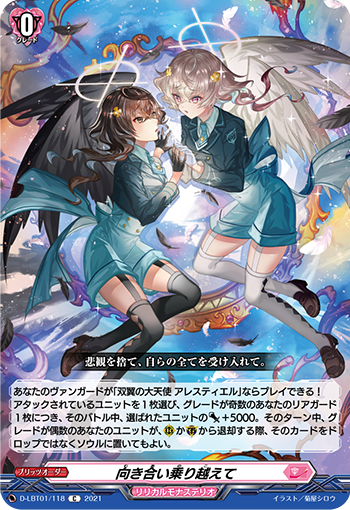 0
グレード
悲観を捨て、自らの全てを受け入れて。
あなたのヴァンガードが「双翼の大天使 アレスティエル」ならプレイできる!
アタックされているユニットを1枚選び、グレードが奇数のあなたのリアガード
1枚につき、そのバトル中、選ばれたユニットの+5000。そのターン中、グ
レードが偶数のあなたのユニットが、 か から退却する際、そのカードをド
ロップではなくソウルに置いてもよい。
ブリッツオーダー
向き合い乗り越えて
リリカルモナステリオ
D-LBT01/118 C 2021
イラスト/菊屋シロウ